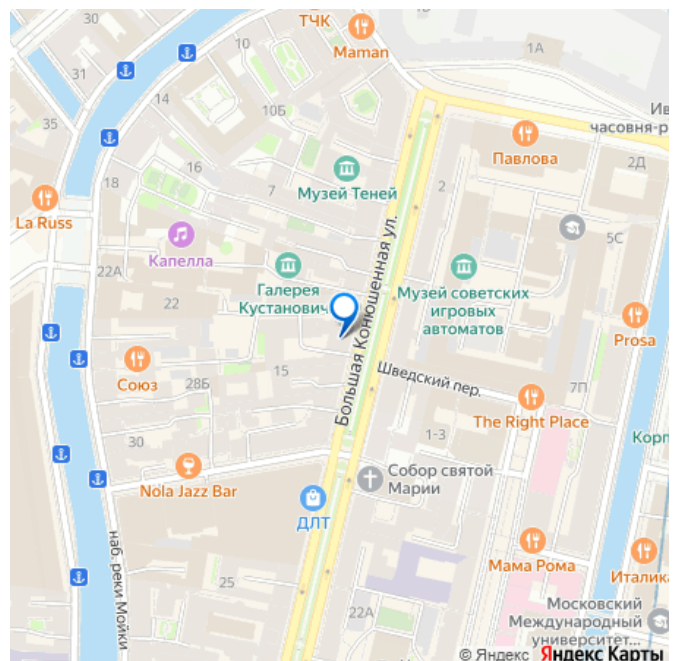 30
ТЧК
Maman
10
1А
31
14
10Б
Ив
часовня-р
35
Павлова
16
2Д
18
7
Музей Теней
2
La Russ
Капелла
5С
22А
Галерея
Кустанович
Музей советских
игровых
автоматов
22
Большая Конюшенная ул.
Prosa
Союз
28Б
15
Шведский пер.
7П
The Right Place
30
1-3
Корп
Nola Jazz Bar
Собор святой
Марии
ДЛТ
наб. реки Мойки
Мама Рома
Италика
25
22А
Московский
Международный
университет...
© Яндекс Яндекс Карты